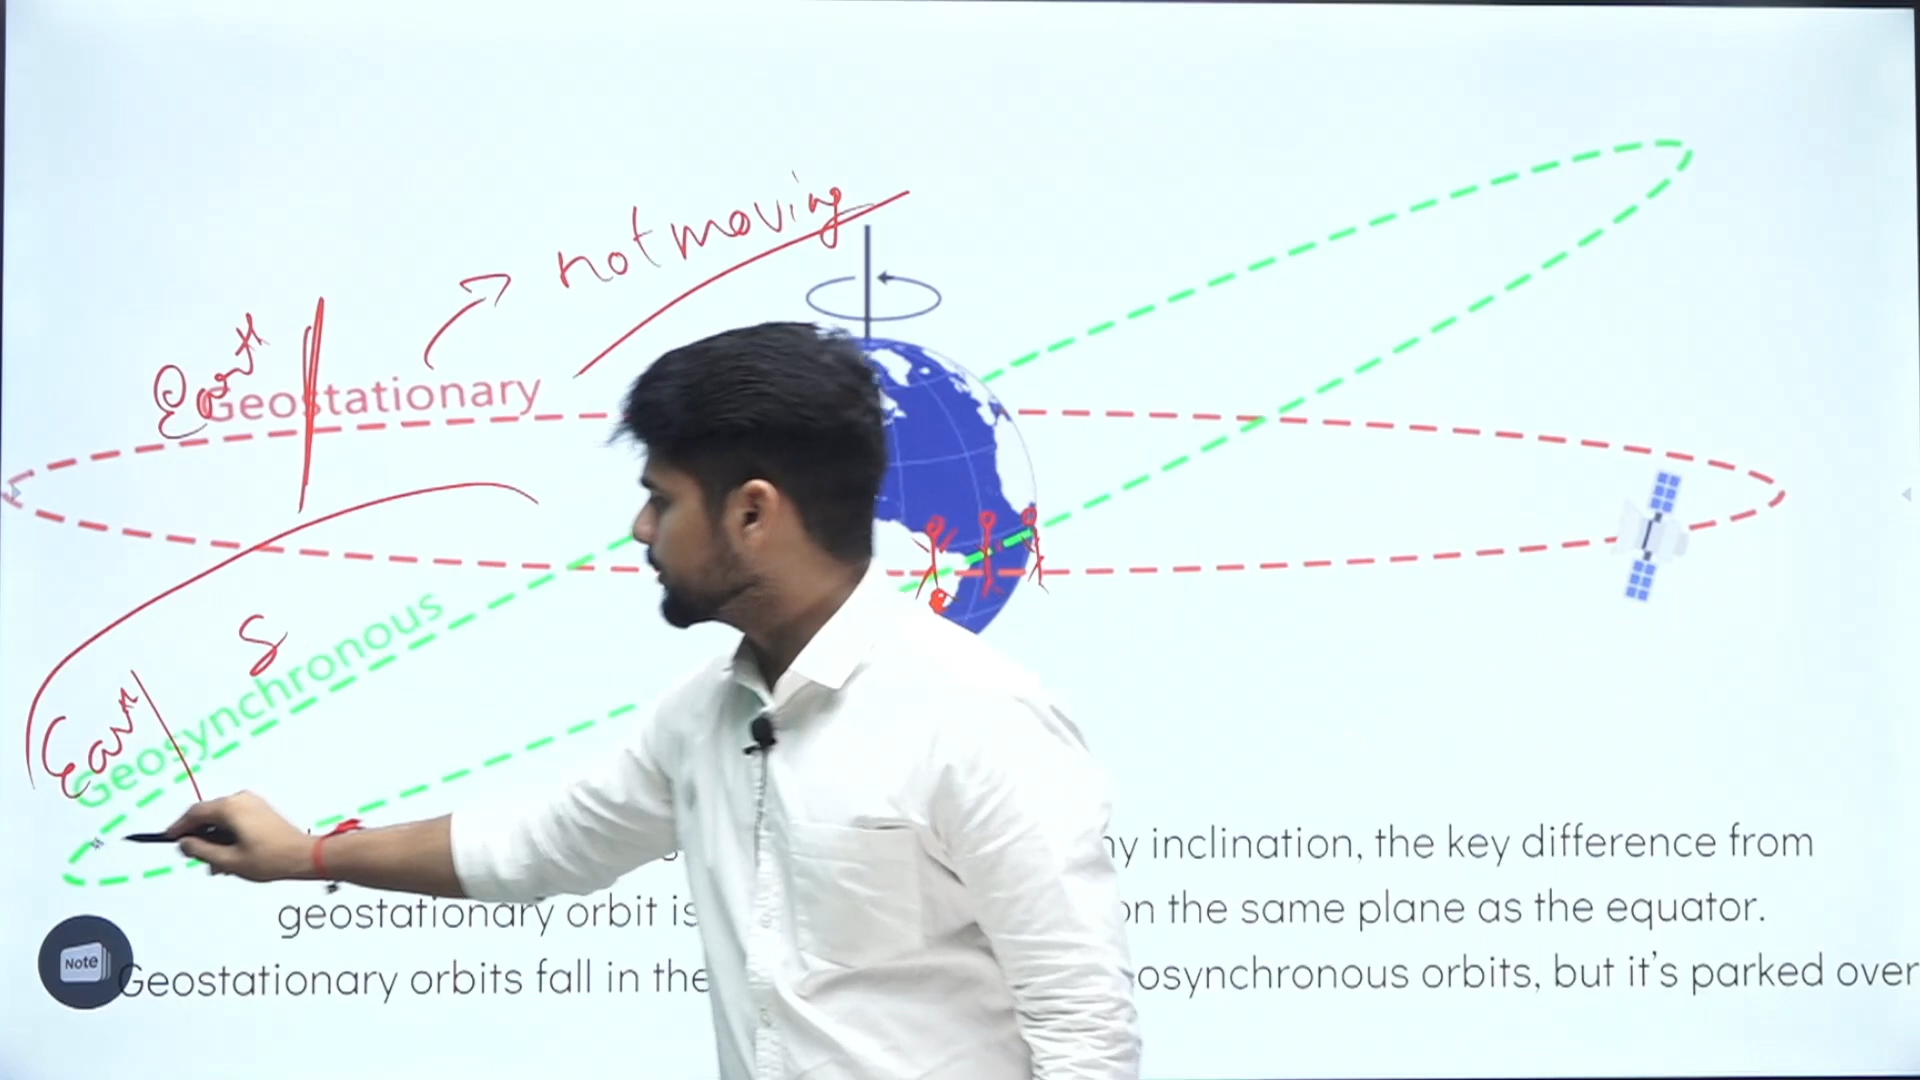 not moving
Earth
Geostationary
S
Earth
Geosynchronous
ny inclination, the key difference from
geostationary orbit is on the same plane as the equator.
Note
Geostationary orbits fall in the osynchronous orbits, but it's parked over